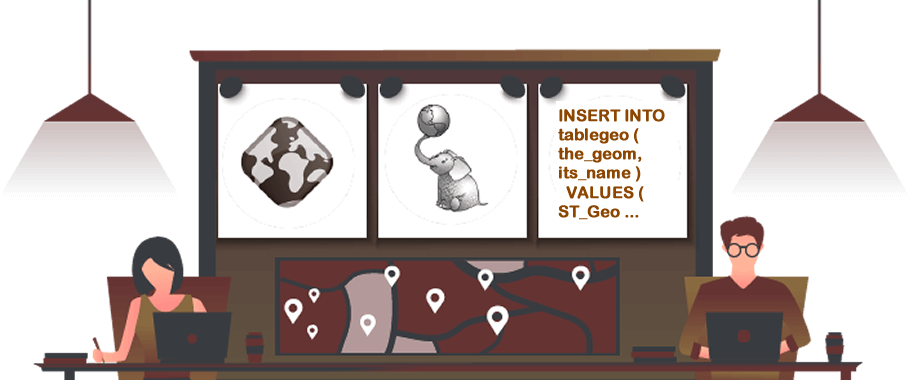 INSERT INTO
tablegeo (
the_geom,
its_name )
VALUES (
ST_Geo ...